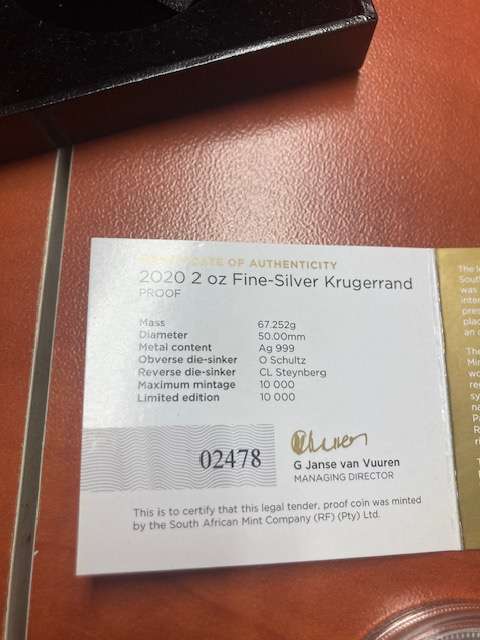 OF AUTHENTICITY
2020 2 oz Fine-Silver Krugerrand
PROOF
Mass 67.252g
Diameter 50.00mm
Metal content Ag 999
Obverse die-sinker O Schultz
Reverse die-sinker CL Steynberg
Maximum mintage 10 000
Limited edition 10 000
02478
G Janse van Vuuren
MANAGING DIRECTOR
This is to certify that this legal tender, proof coin was minted
by the South African Mint Company (RF) (Pty) Ltd.